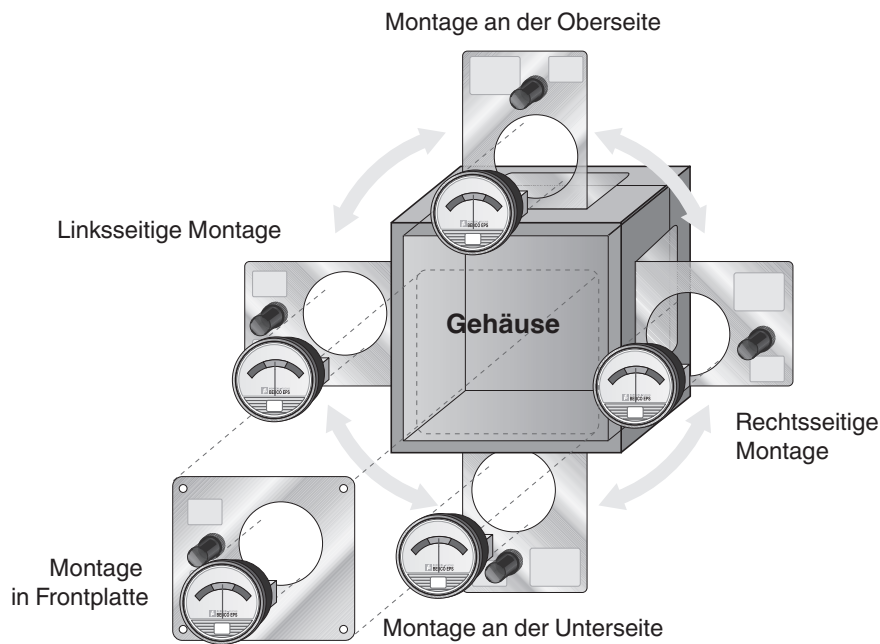 Montage an der Oberseite
Linksseitige Montage
Gehäuse
Rechtsseitige
Montage
Montage
in Frontplatte
Montage an der Unterseite